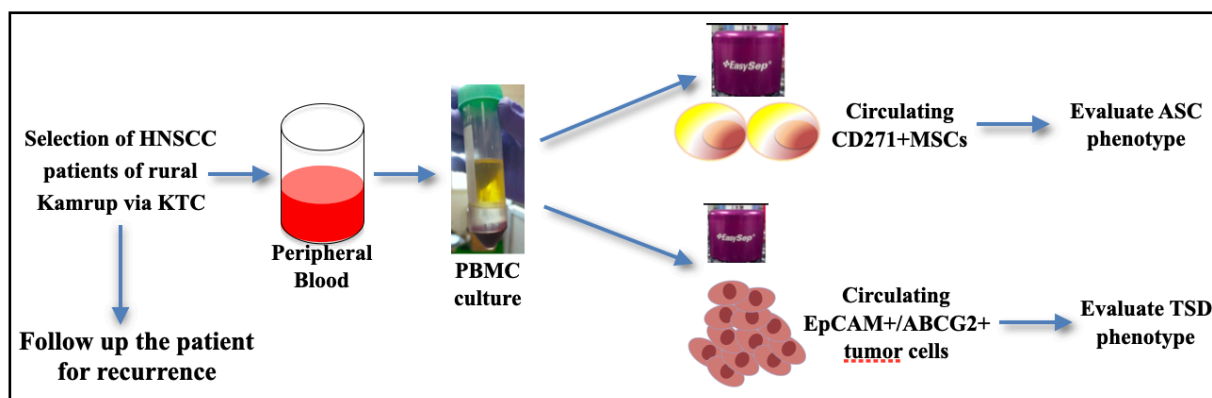 Selection of HNSCC
patients of rural
Kamrup via KTC
Follow up the patient
for recurrence
Peripheral
Blood
PBMC
culture
EasySep
Circulating
CD271+MSCs
Evaluate ASC
phenotype
EasySep
Circulating
EpCAM+/ABCG2+
tumor cells
Evaluate TSD
phenotype